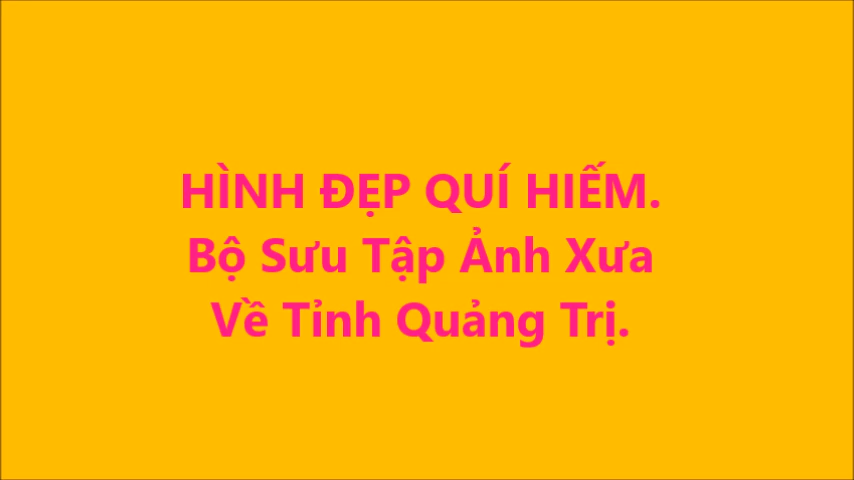 HÌNH ĐẸP QUÍ HIẾM.
Bộ Sưu Tập Ảnh Xưa
Về Tỉnh Quảng Trị.